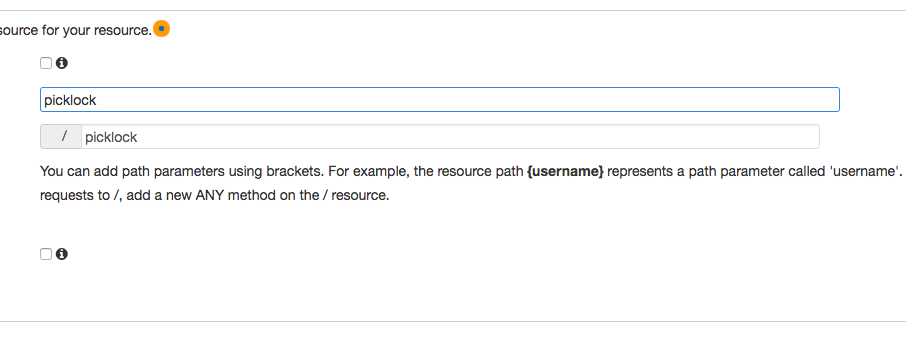 source for your resource.
picklock
/ picklock
You can add path parameters using brackets. For example, the resource path {username} represents a path parameter called 'username'.
requests to /, add a new ANY method on the / resource.